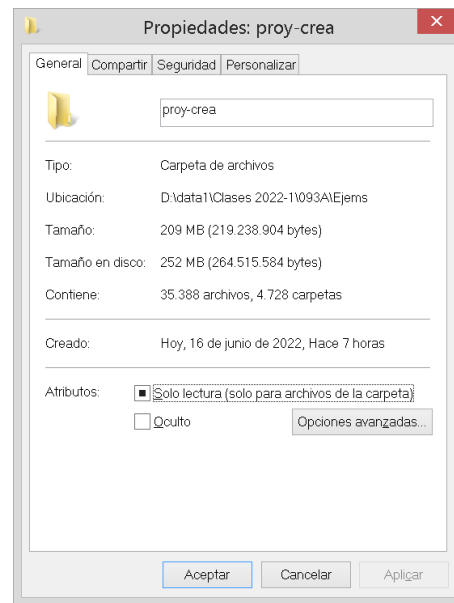 Propiedades: proy-crea
General Compartir Seguridad Personalizar
proy-crea
Tipo: Carpeta de archivos
Ubicación: D:\data1\Clases 2022-1\093A\Ejems
Tamaño: 209 MB (219.238.904 bytes)
Tamaño en disco: 252 MB (264.515.584 bytes)
Contiene: 35.388 archivos, 4.728 carpetas
Creado: Hoy, 16 de junio de 2022, Hace 7 horas
Atributos: Solo lectura (solo para archivos de la carpeta)
Oculto Opciones avanzadas...
Aceptar Cancelar Aplicar